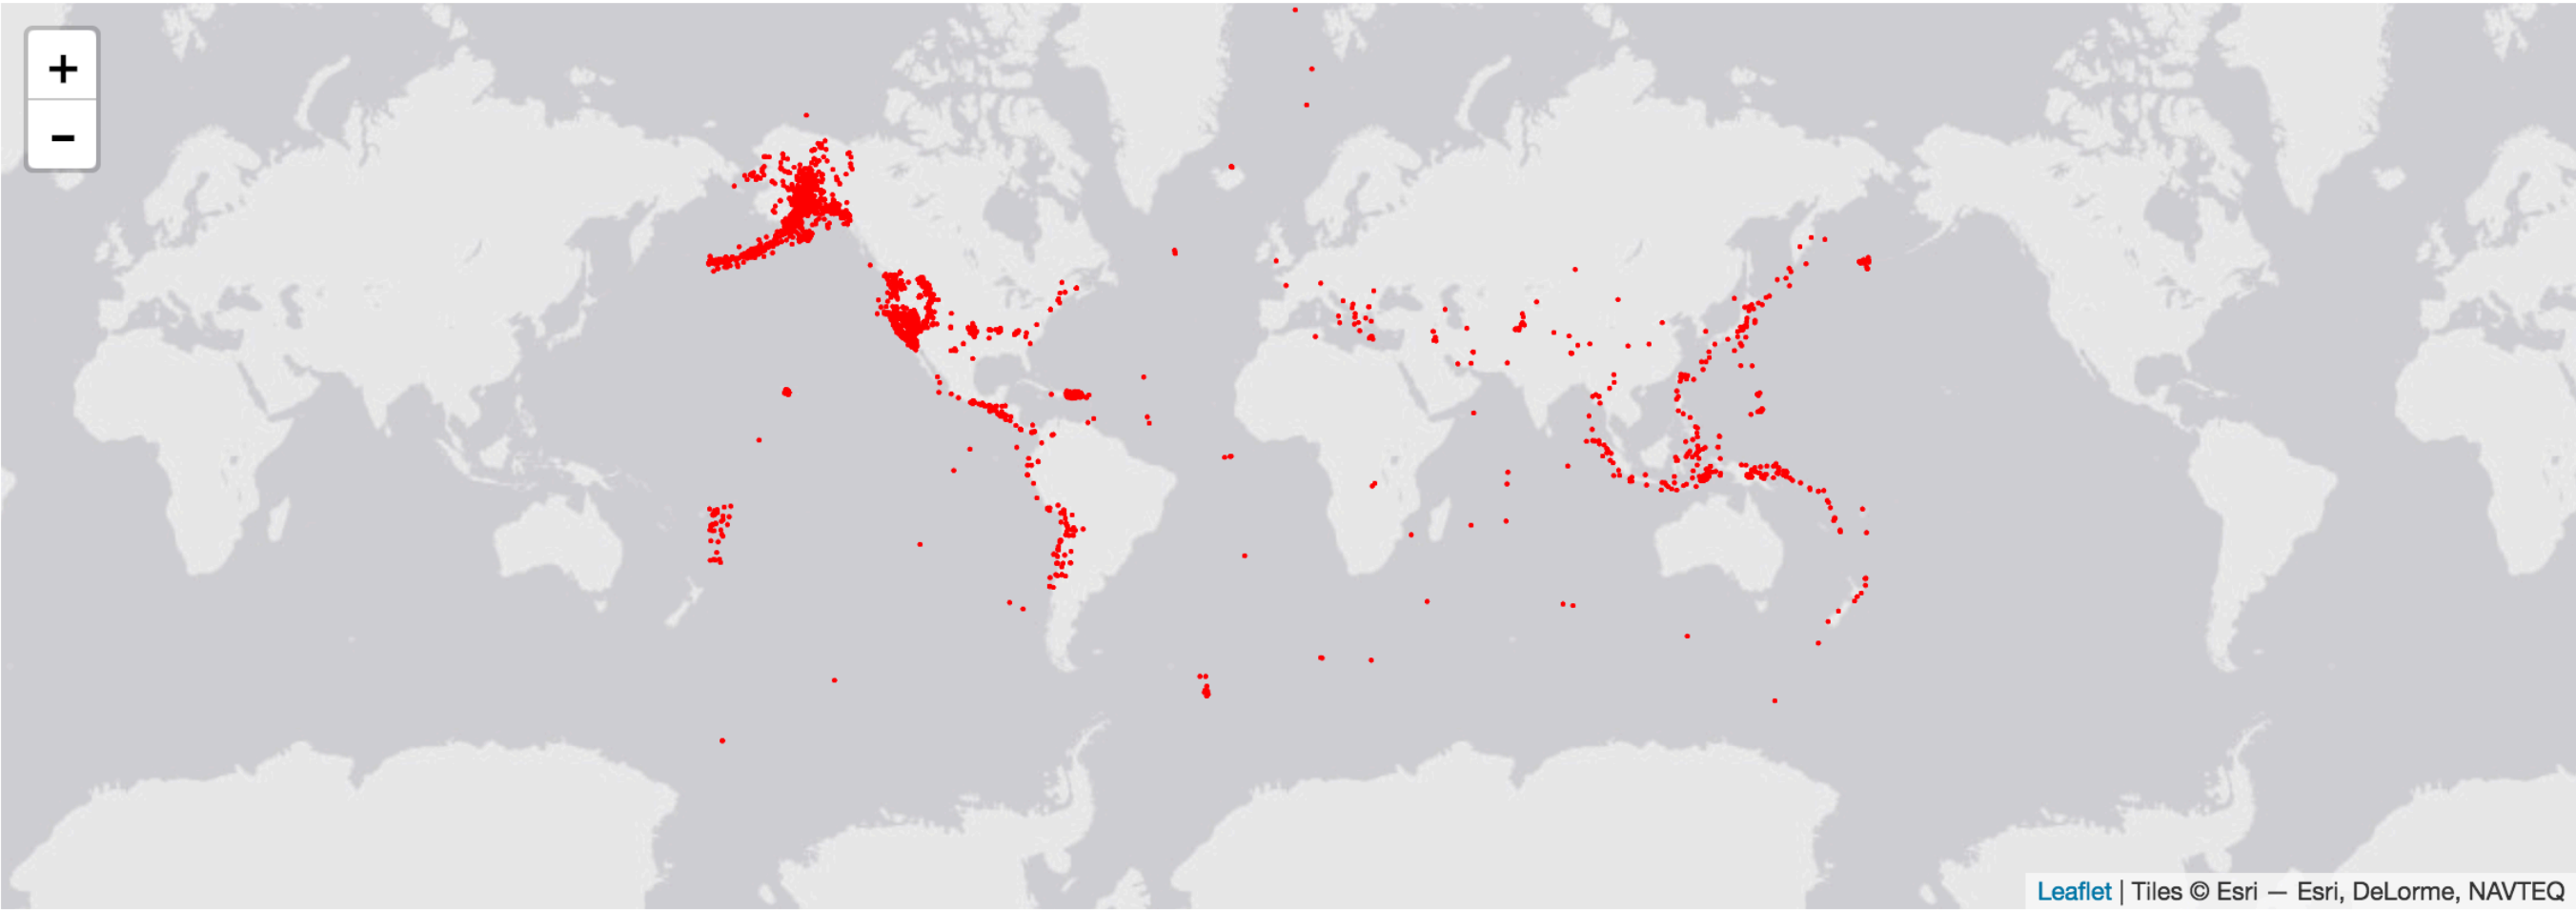 +
-
Leaflet | Tiles © Esri — Esri, DeLorme, NAVTEQ